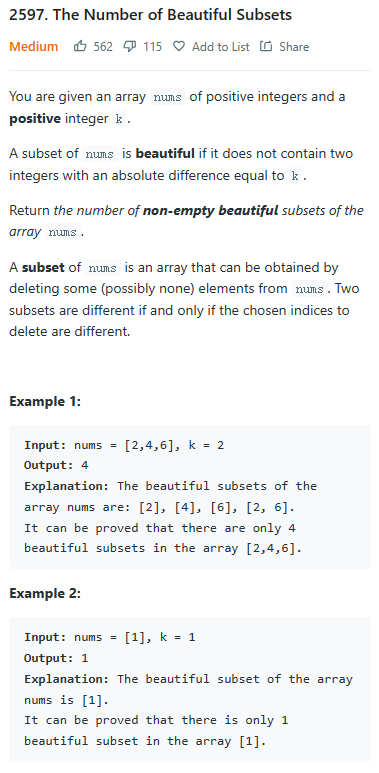 2597. The Number of Beautiful Subsets
Medium 562 115 Add to List Share
You are given an array nums of positive integers and a
positive integer k .
A subset of nums is beautiful if it does not contain two
integers with an absolute difference equal to k .
Return the number of non-empty beautiful subsets of the
array nums .
A subset of nums is an array that can be obtained by
deleting some (possibly none) elements from nums . Two
subsets are different if and only if the chosen indices to
delete are different.
Example 1:
Input: nums = [2,4,6], k = 2
Output: 4
Explanation: The beautiful subsets of the
array nums are: [2], [4], [6], [2, 6].
It can be proved that there are only 4
beautiful subsets in the array [2,4,6].
Example 2:
Input: nums = [1], k = 1
Output: 1
Explanation: The beautiful subset of the array
nums is [1].
It can be proved that there is only 1
beautiful subset in the array [1].